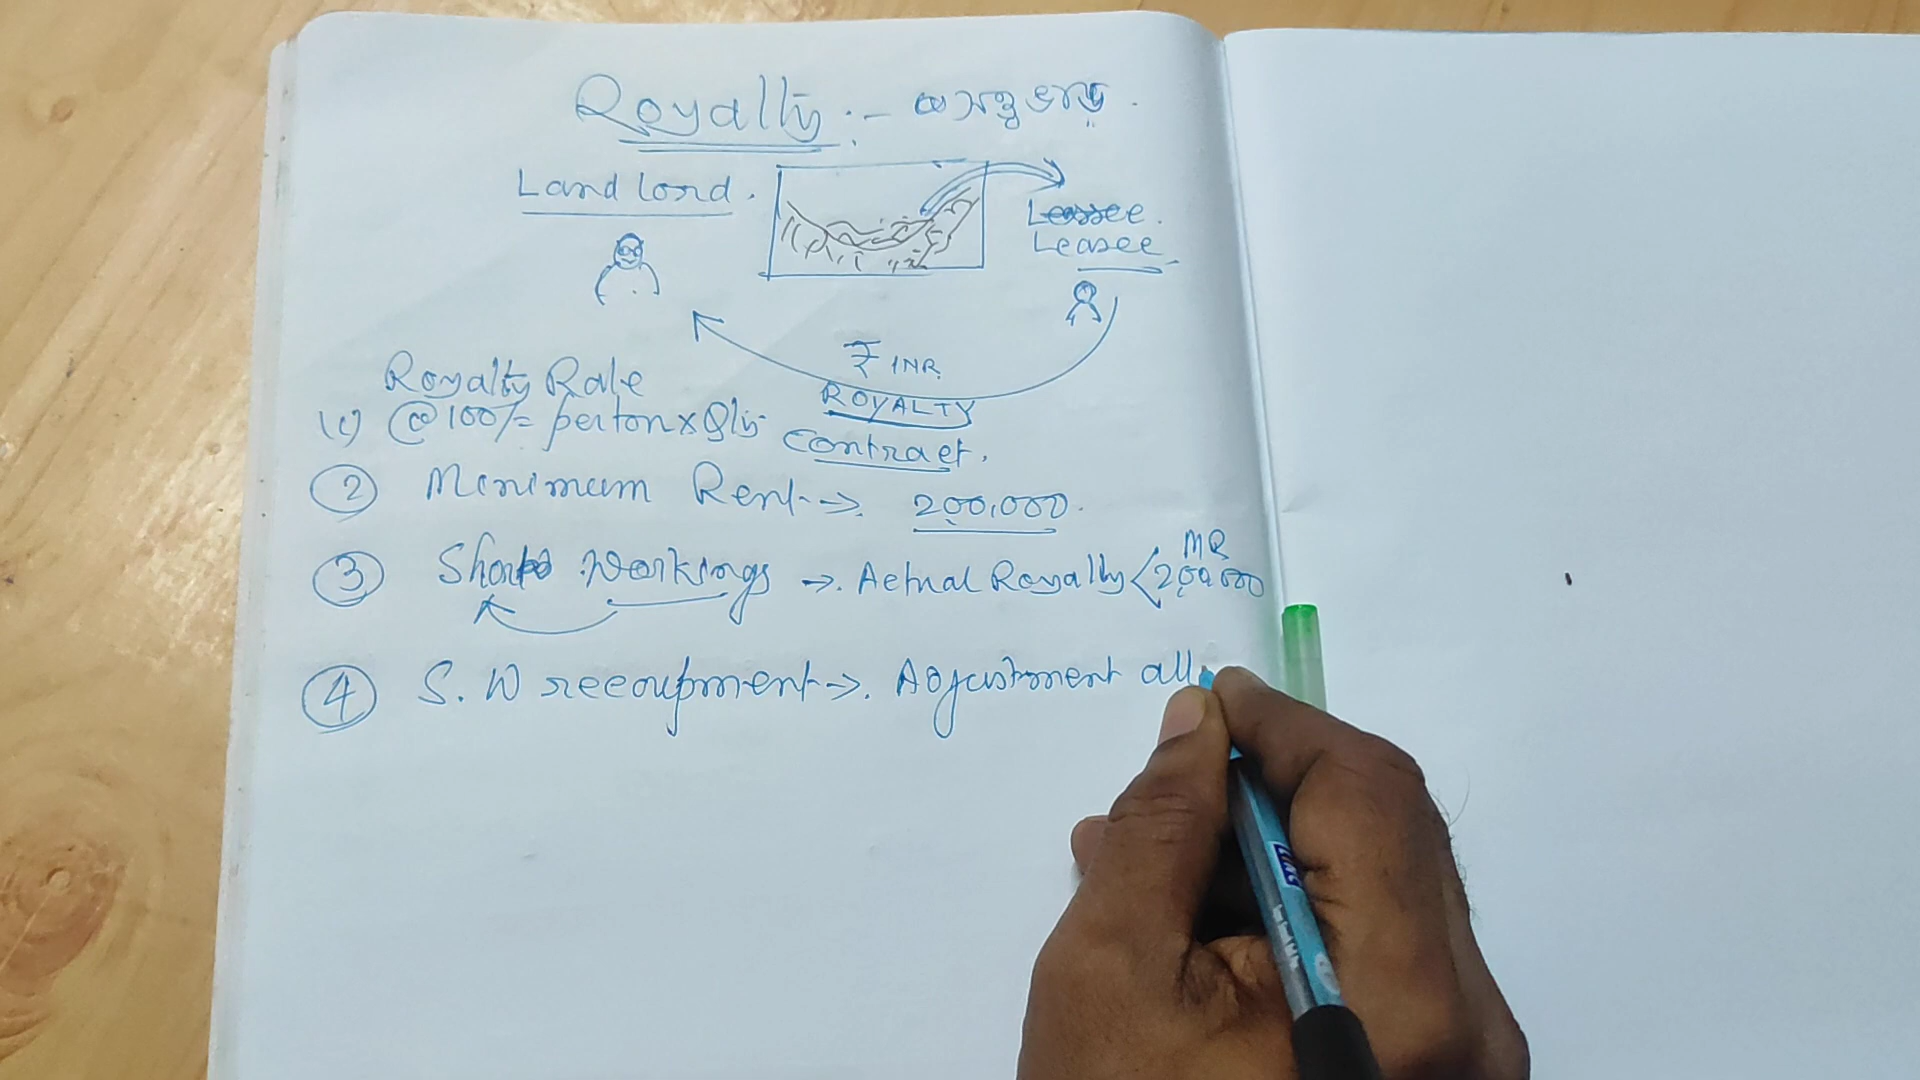 Royalty :-
Land lord.
Leasee
₹ INR
ROYALTY
contract.
Royalty Rate
(1) @ 100/= per ton x Qty
② Minimum Rent → 200,000.
③ Short Workings → Actual Royalty < 200,000
MR
④ S. W recoupment → Adjustment all